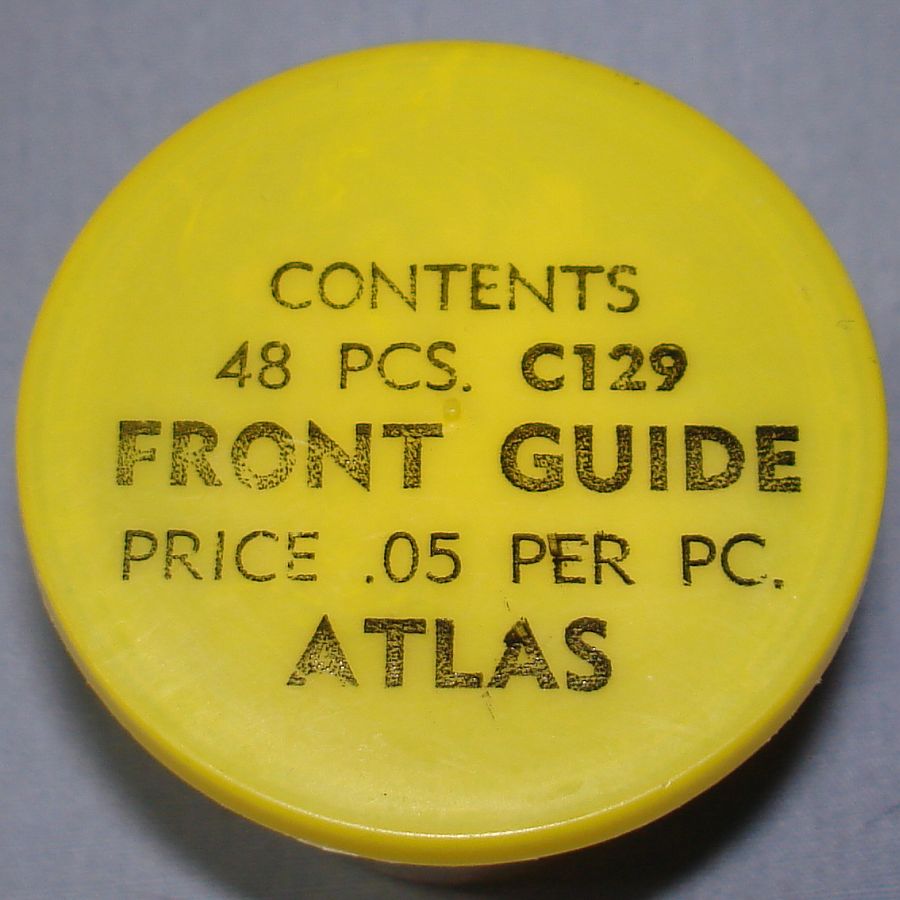 CONTENTS
48 PCS. C129
FRONT GUIDE
PRICE .05 PER PC.
ATLAS